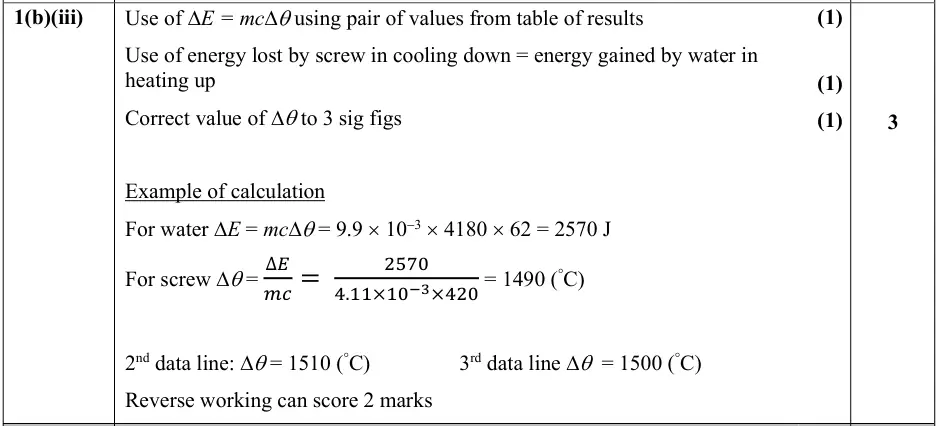 1(b)(iii) Use of ΔE = mcΔθ using pair of values from table of results (1)
Use of energy lost by screw in cooling down = energy gained by water in
heating up (1)
Correct value of Δθ to 3 sig figs (1) 3
Example of calculation
For water ΔE = mcΔθ = 9.9 × 10⁻³ × 4180 × 62 = 2570 J
For screw Δθ = ΔE/mc = 2570/4.11×10⁻³×420 = 1490 (°C)
2nd data line: Δθ = 1510 (°C) 3rd data line Δθ = 1500 (°C)
Reverse working can score 2 marks